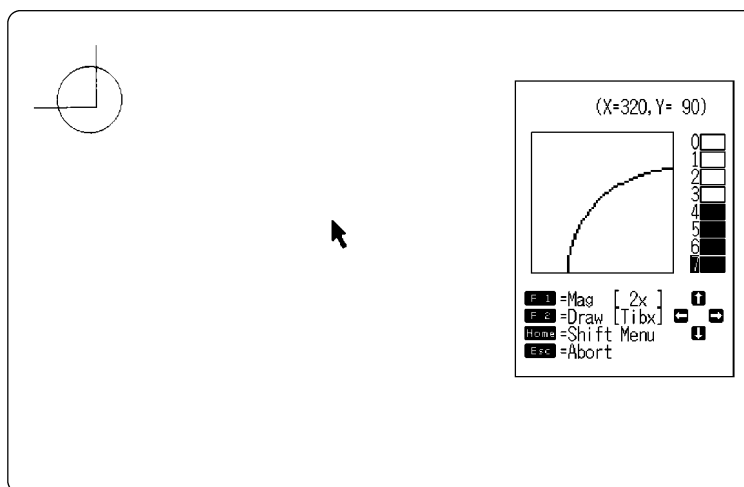 (X=320,Y= 90)
0
1
2
3
4
5
6
7
F 1 =Mag [ 2x ]
F 2 =Draw [Tibx]
Home =Shift Menu
Esc =Abort